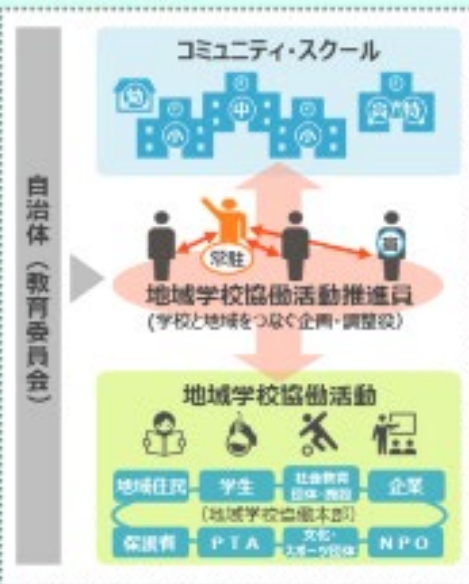 コミュニティ・スクール
幼
小
中
小
高
特
自治体（教育委員会）
常駐
高
地域学校協働活動推進員
(学校と地域をつなぐ企画・調整役)
地域学校協働活動
地域住民
学生
社会教育
団体・施設
企業
(地域学校協働本部)
保護者
PTA
文化・
スポーツ団体
NPO